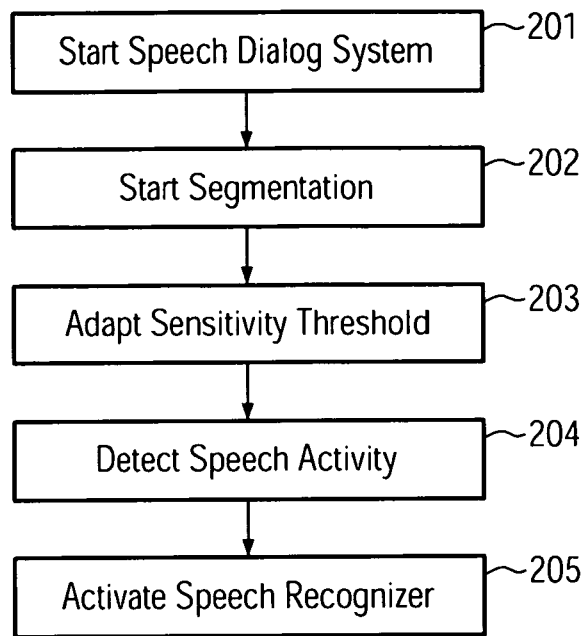 201
Start Speech Dialog System
202
Start Segmentation
203
Adapt Sensitivity Threshold
204
Detect Speech Activity
205
Activate Speech Recognizer